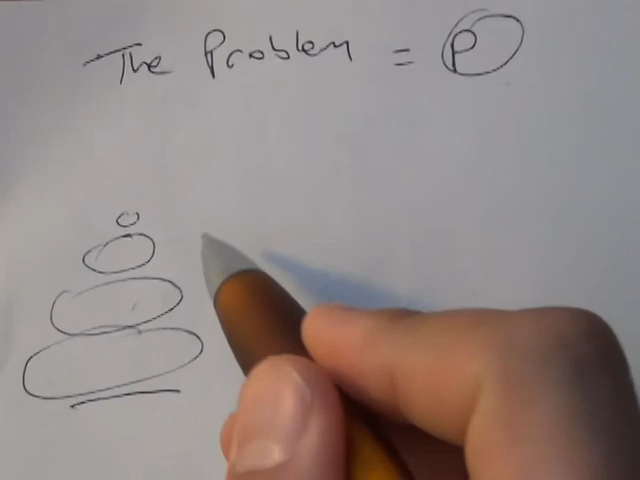 The Problem = P